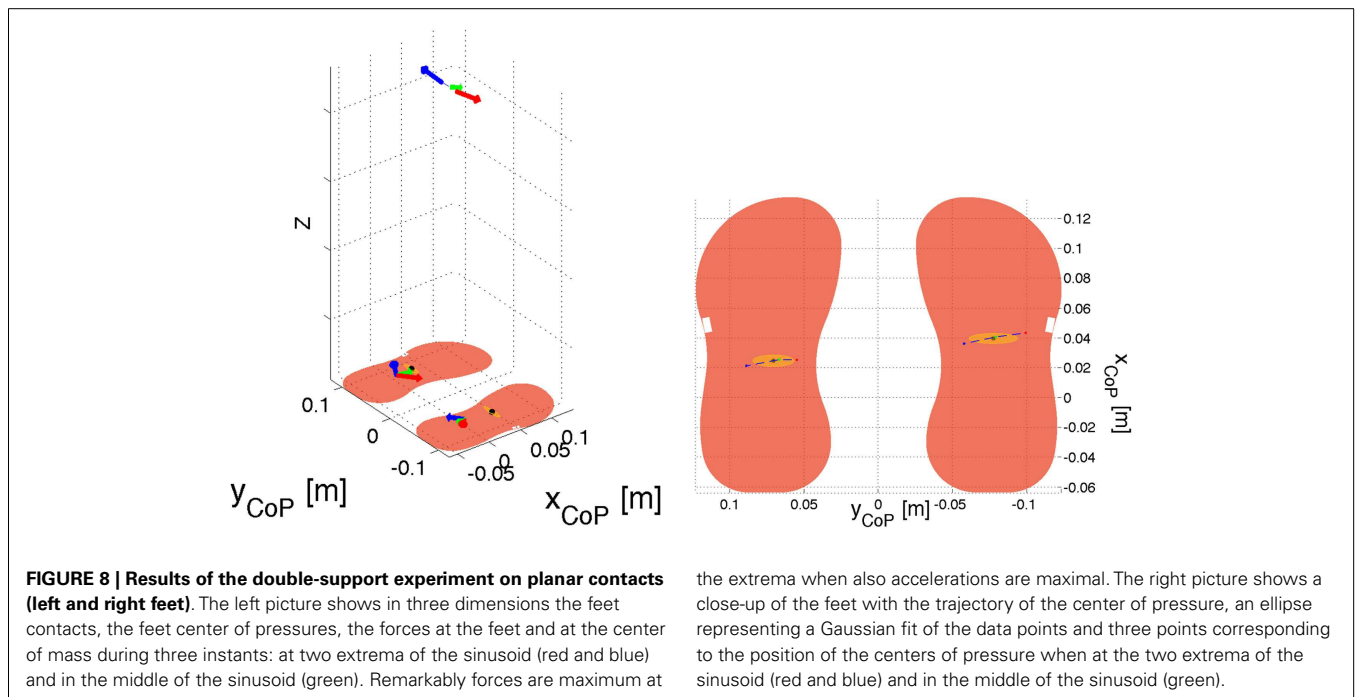 Z
0.1
0
-0.1
y_CoP [m]
-0.05
0
0.05
0.1
x_CoP [m]
0.12
0.1
0.08
0.06
0.04
0.02
0
-0.02
-0.04
-0.06
x_CoP [m]
0.1
0.05
0
-0.05
-0.1
y_CoP [m]
FIGURE 8 | Results of the double-support experiment on planar contacts
(left and right feet). The left picture shows in three dimensions the feet
contacts, the feet center of pressures, the forces at the feet and at the center
of mass during three instants: at two extrema of the sinusoid (red and blue)
and in the middle of the sinusoid (green). Remarkably forces are maximum at
the extrema when also accelerations are maximal. The right picture shows a
close-up of the feet with the trajectory of the center of pressure, an ellipse
representing a Gaussian fit of the data points and three points corresponding
to the position of the centers of pressure when at the two extrema of the
sinusoid (red and blue) and in the middle of the sinusoid (green).